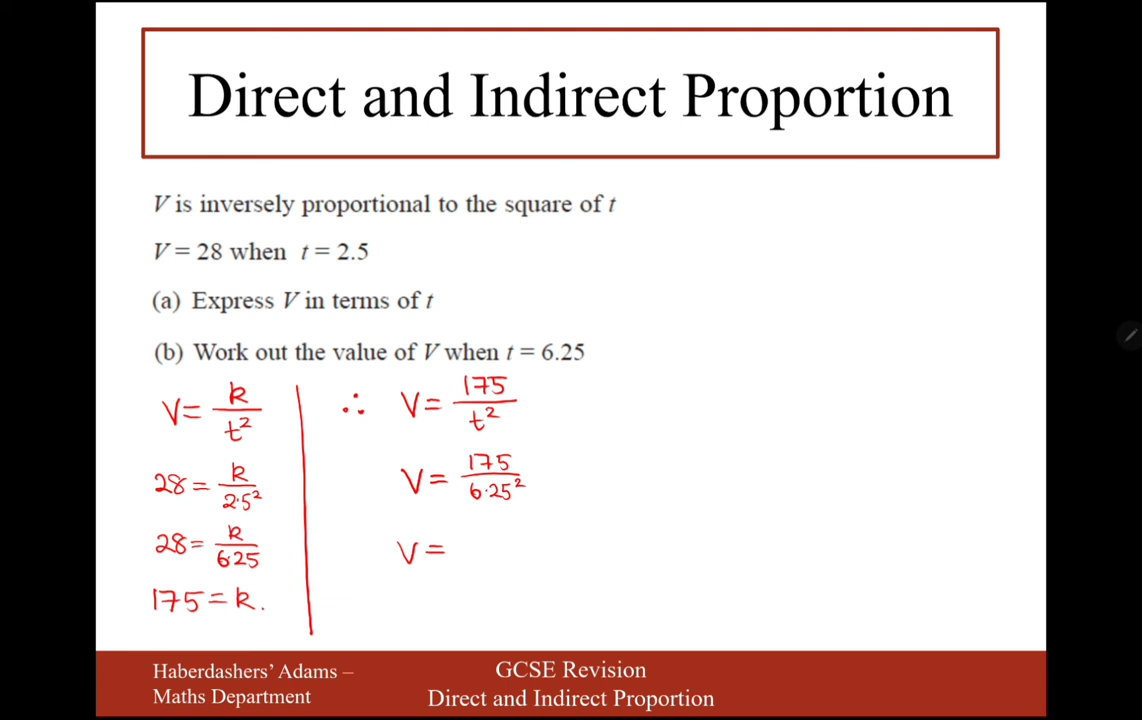 Direct and Indirect Proportion
V is inversely proportional to the square of t
V = 28 when t = 2.5
(a) Express V in terms of t
(b) Work out the value of V when t = 6.25
V = k/t²
28 = k/2·5²
28 = k/6·25
175 = k.
∴ V = 175/t²
V = 175/6·25²
V =
Haberdashers' Adams –
Maths Department
GCSE Revision
Direct and Indirect Proportion